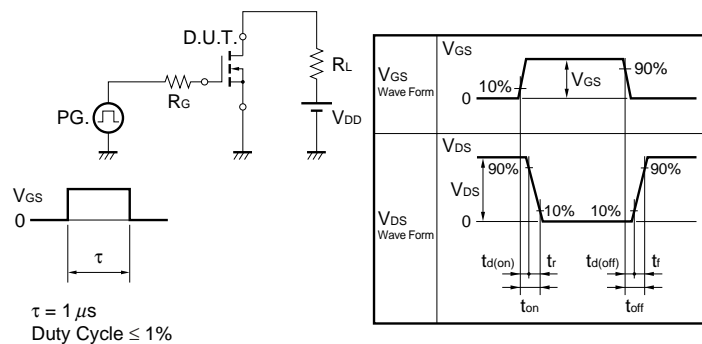 D.U.T.
RL
RG
PG.
VDD
VGS
0
τ
τ = 1 μs
Duty Cycle ≤ 1%
VGS
Wave Form
VGS
10%
90%
VGS
0
VDS
Wave Form
VDS
90%
90%
VDS
10%
10%
0
td(on)
tr
td(off)
tf
ton
toff